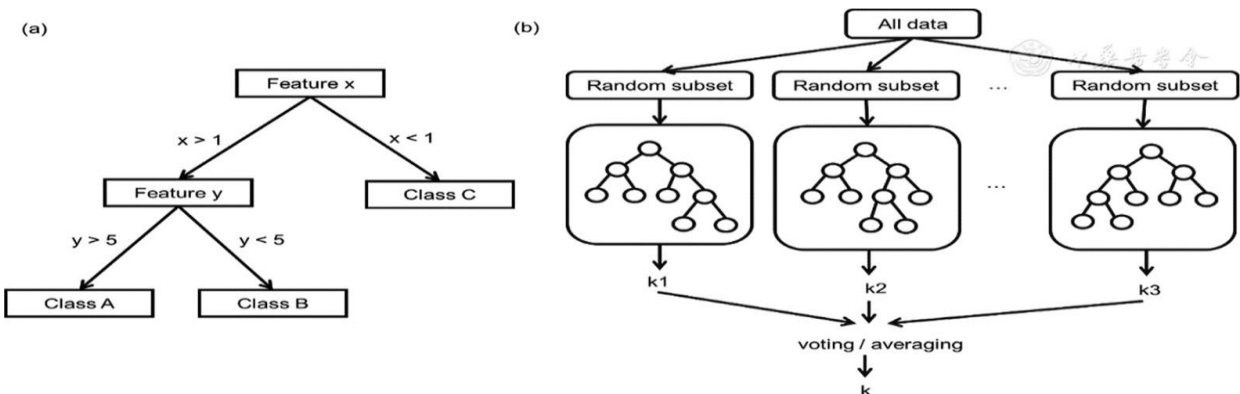 (a)
Feature x
x > 1
x < 1
Feature y
Class C
y > 5
y < 5
Class A
Class B
(b)
All data
Random subset
Random subset
...
Random subset
...
k1
k2
k3
voting / averaging
k